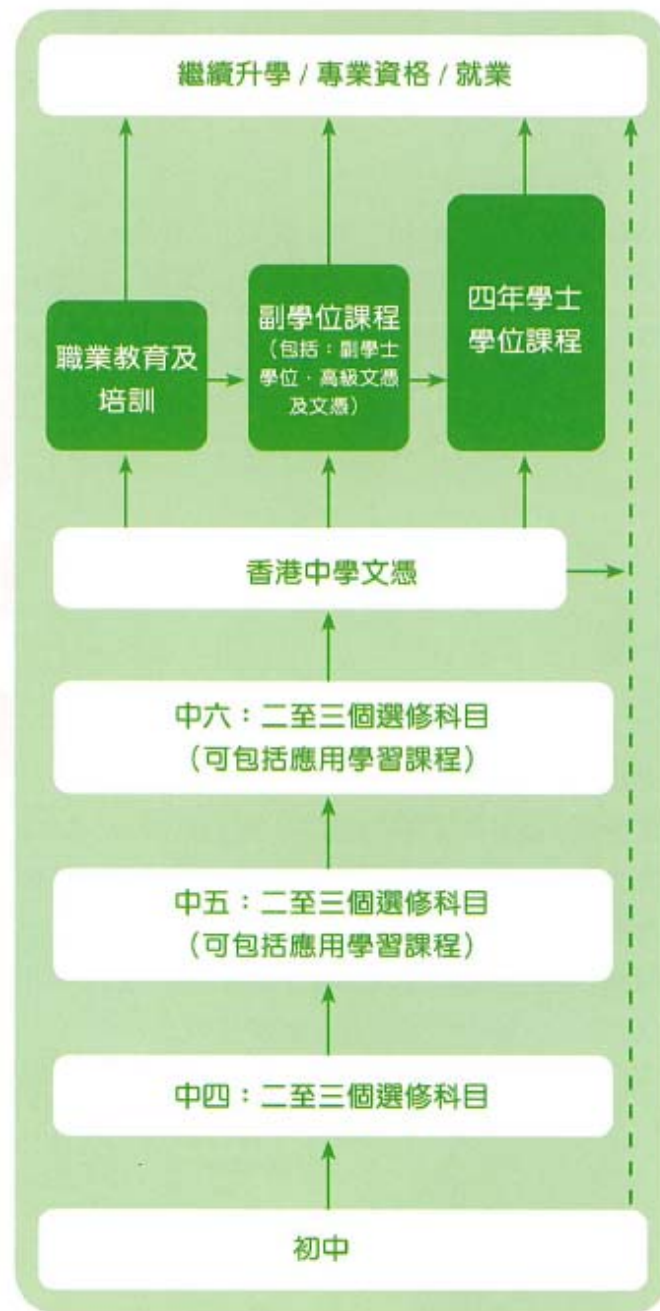 繼續升學 / 專業資格 / 就業
職業教育及
培訓
副學位課程
（包括：副學士
學位．高級文憑
及文憑）
四年學士
學位課程
香港中學文憑
中六：二至三個選修科目
（可包括應用學習課程）
中五：二至三個選修科目
（可包括應用學習課程）
中四：二至三個選修科目
初中